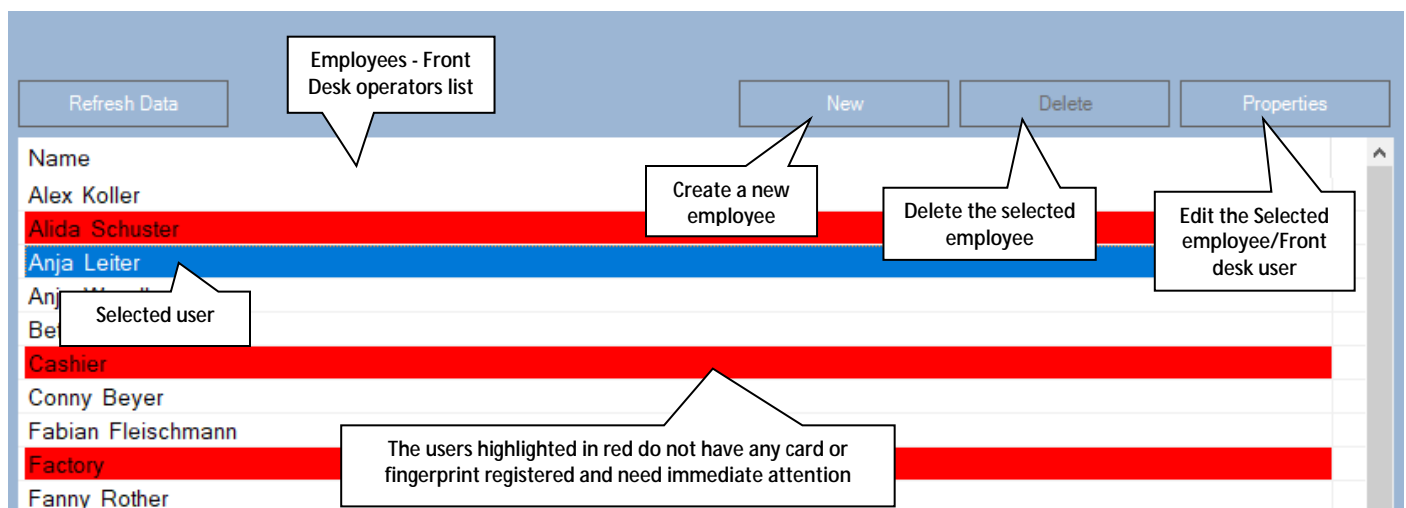 Employees - Front
Desk operators list
Refresh Data
New
Delete
Properties
Name
Alex Koller
Create a new
employee
Delete the selected
employee
Edit the Selected
employee/Front
desk user
Alida Schuster
Anja Leiter
Selected user
Cashier
Conny Beyer
Fabian Fleischmann
The users highlighted in red do not have any card or
fingerprint registered and need immediate attention
Factory
Fanny Rother